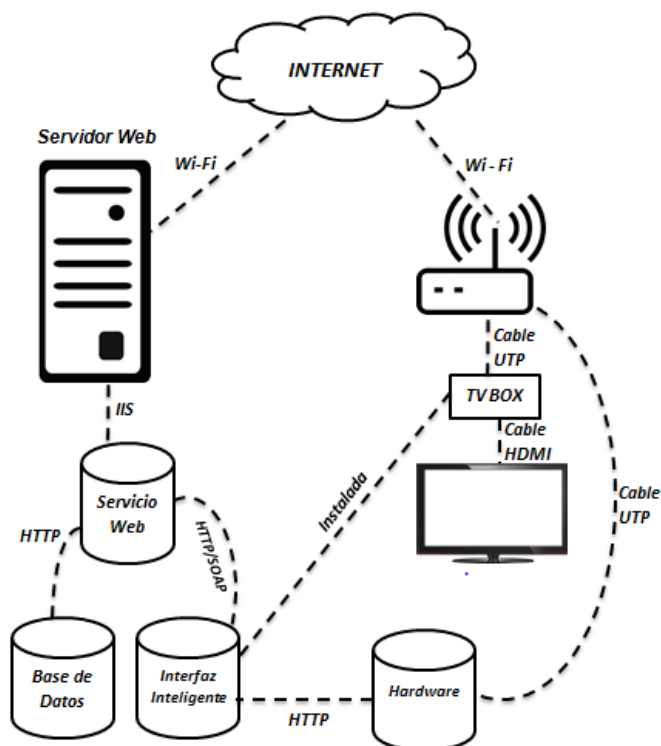 INTERNET
Servidor Web
Wi-Fi
Wi - Fi
Cable
UTP
TV BOX
IIS
Cable
HDMI
Servicio
Web
Instalada
Cable
UTP
HTTP
HTTP/SOAP
Base de
Datos
Interfaz
Inteligente
Hardware
HTTP